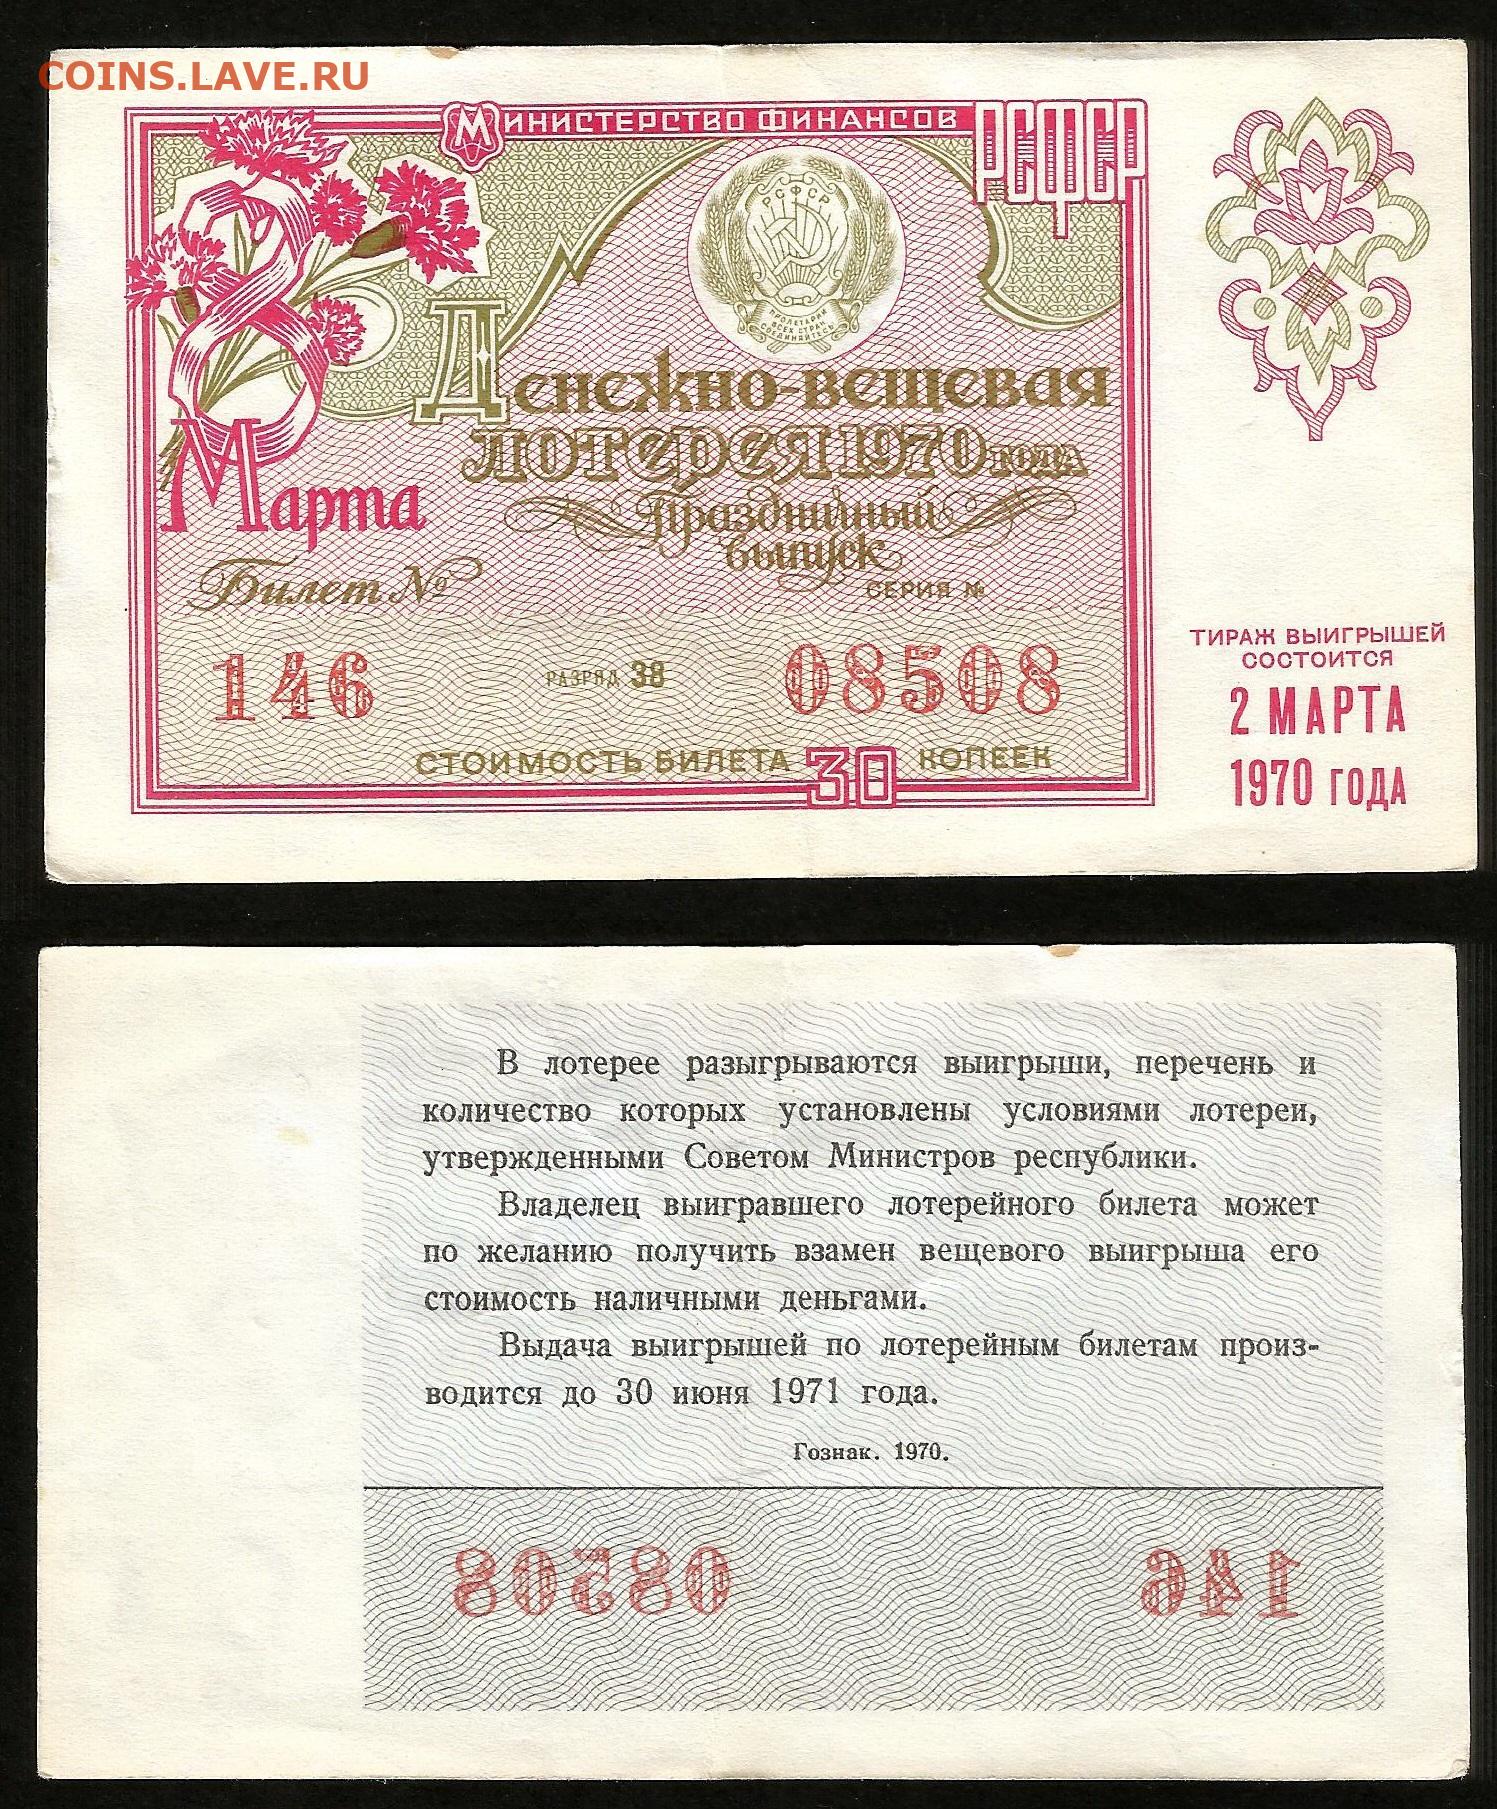 COINS.LAVE.RU
МИНИСТЕРСТВО ФИНАНСОВ РСФСР
РСФСР
ПРОЛЕТАРИИ
ВСЕХ СТРАН,
СОЕДИНЯЙТЕСЬ!
8
Марта
Денежно-вещевая
лотерея 1970 года
Праздничный
выпуск
Билет №
СЕРИЯ №
146
РАЗРЯД 38
08508
СТОИМОСТЬ БИЛЕТА 30 КОПЕЕК
ТИРАЖ ВЫИГРЫШЕЙ
СОСТОИТСЯ
2 МАРТА
1970 ГОДА
В лотерее разыгрываются выигрыши, перечень и
количество которых установлены условиями лотереи,
утвержденными Советом Министров республики.
Владелец выигравшего лотерейного билета может
по желанию получить взамен вещевого выигрыша его
стоимость наличными деньгами.
Выдача выигрышей по лотерейным билетам произ-
водится до 30 июня 1971 года.
Гознак. 1970.
08508
146